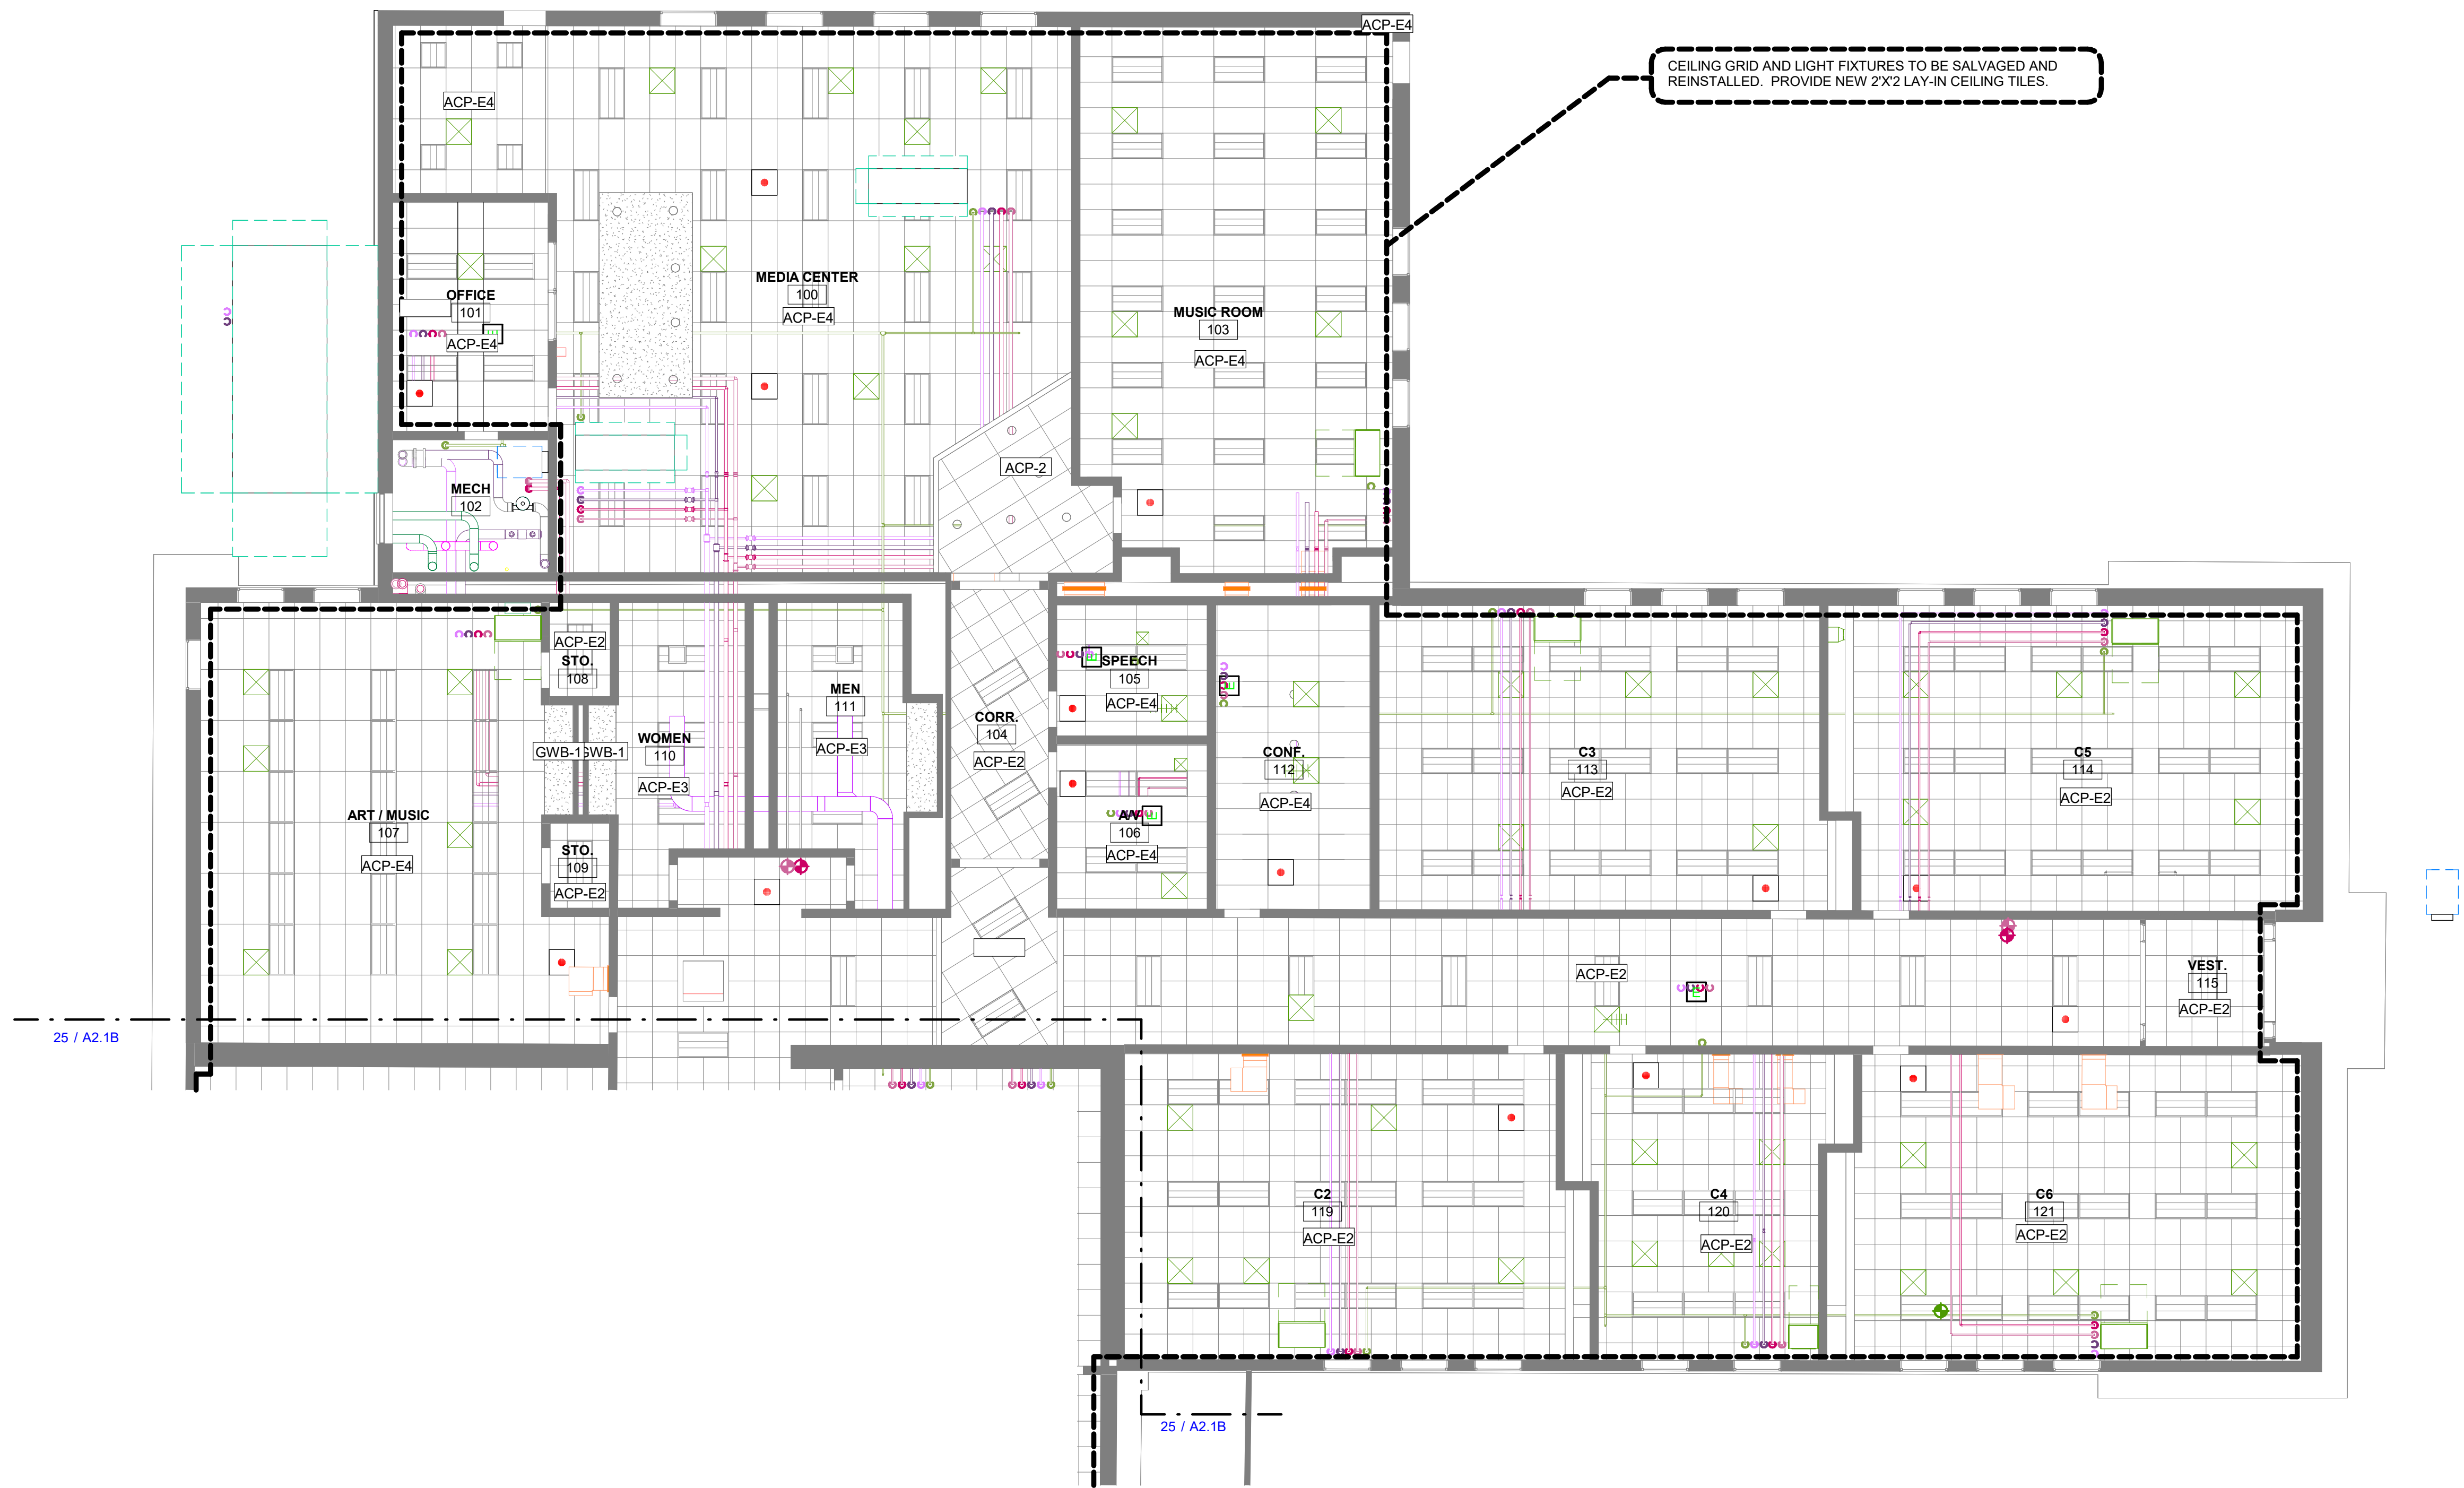 ACP-E4
CEILING GRID AND LIGHT FIXTURES TO BE SALVAGED AND
REINSTALLED.  PROVIDE NEW 2'X'2 LAY-IN CEILING TILES.
ACP-E4
MEDIA CENTER
100
ACP-E4
OFFICE
101
ACP-E4
E
MUSIC ROOM
103
ACP-E4
ACP-2
MECH
102
ACP-E2
STO.
108
GWB-1
GWB-1
WOMEN
110
ACP-E3
MEN
111
ACP-E3
CORR.
104
ACP-E2
E
SPEECH
105
ACP-E4
E
CONF.
112
ACP-E4
A/V
106
E
ACP-E4
C3
113
ACP-E2
C5
114
ACP-E2
ART / MUSIC
107
ACP-E4
STO.
109
ACP-E2
ACP-E2
E
VEST.
115
ACP-E2
25 / A2.1B
C2
119
ACP-E2
C4
120
ACP-E2
C6
121
ACP-E2
25 / A2.1B